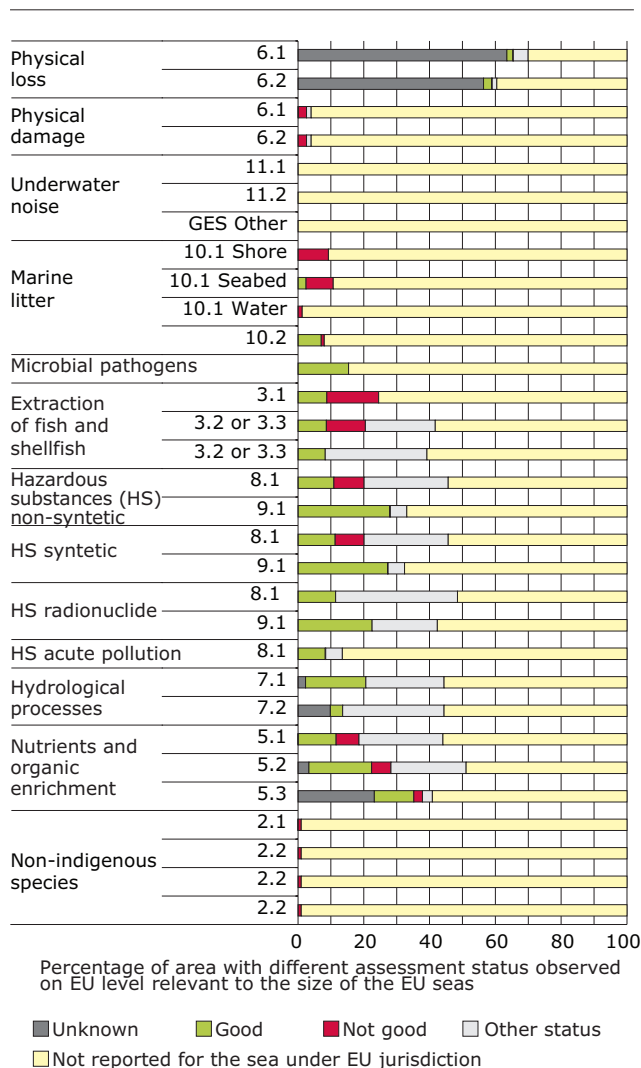 Physical
loss
6.1
6.2
Physical
damage
6.1
6.2
Underwater
noise
11.1
11.2
GES Other
Marine
litter
10.1 Shore
10.1 Seabed
10.1 Water
10.2
Microbial pathogens
Extraction
of fish and
shellfish
3.1
3.2 or 3.3
3.2 or 3.3
Hazardous
substances (HS)
non-syntetic
8.1
9.1
HS syntetic
8.1
9.1
HS radionuclide
8.1
9.1
HS acute pollution
8.1
Hydrological
processes
7.1
7.2
Nutrients and
organic
enrichment
5.1
5.2
5.3
Non-indigenous
species
2.1
2.2
2.2
2.2
0 20 40 60 80 100
Percentage of area with different assessment status observed
on EU level relevant to the size of the EU seas
Unknown Good Not good Other status
Not reported for the sea under EU jurisdiction